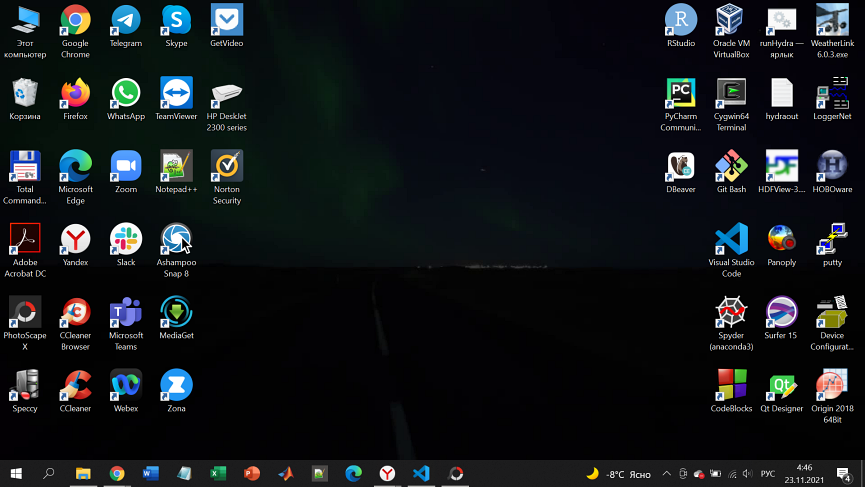 Этот
компьютер
Google
Chrome
Telegram
Skype
GetVideo
RStudio
Oracle VM
VirtualBox
runHydra —
ярлык
WeatherLink
6.0.3.exe
Корзина
Firefox
WhatsApp
TeamViewer
HP DeskJet
2300 series
PyCharm
Communi...
Cygwin64
Terminal
hydraout
LoggerNet
Total
Comman...
Microsoft
Edge
Zoom
Notepad++
Norton
Security
DBeaver
Git Bash
HDFView-3....
HOBOware
Adobe
Acrobat DC
Yandex
Slack
Ashampoo
Snap 8
Visual Studio
Code
Panoply
putty
PhotoScape
X
CCleaner
Browser
Microsoft
Teams
MediaGet
Spyder
(anaconda3)
Surfer 15
Device
Configurat...
Speccy
CCleaner
Webex
Zona
CodeBlocks
Qt Designer
Origin 2018
64Bit
-8°C Ясно
РУС
4:46
23.11.2021
4